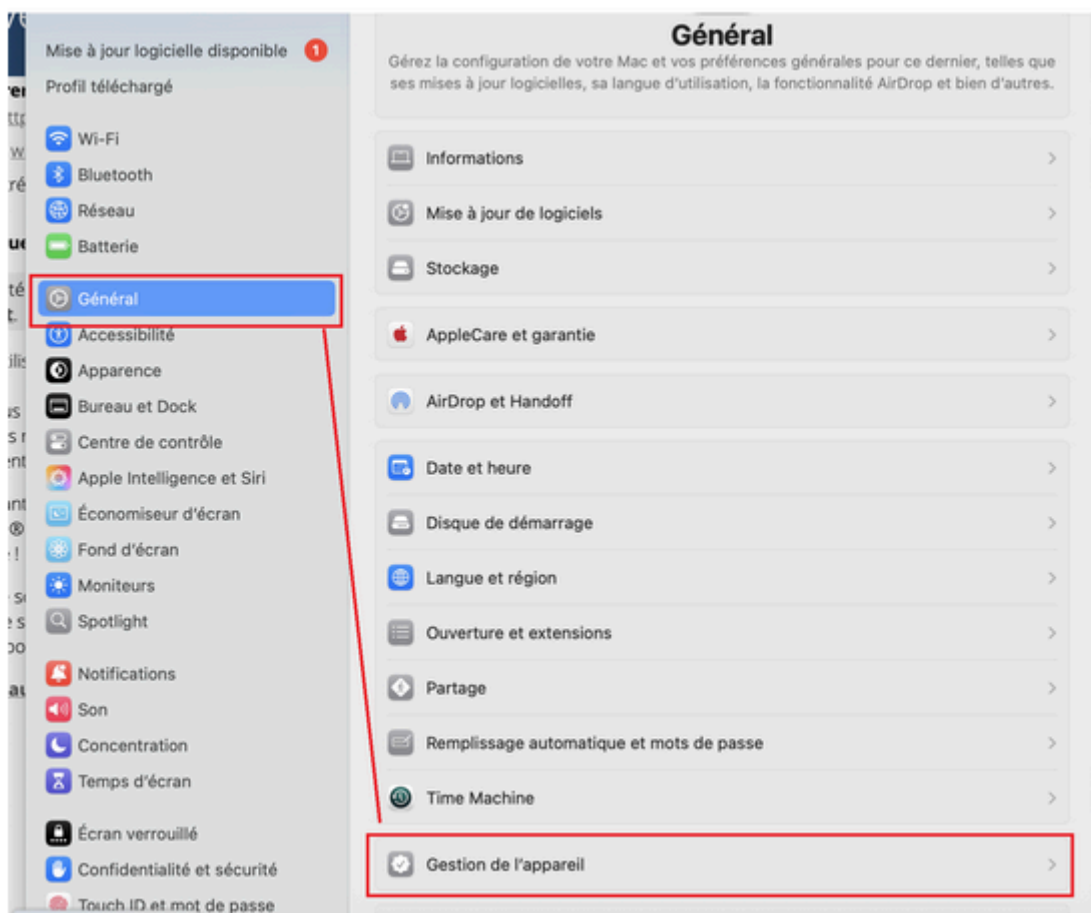 Mise à jour logicielle disponible 1
Profil téléchargé
Wi-Fi
Bluetooth
Réseau
Batterie
Général
Accessibilité
Apparence
Bureau et Dock
Centre de contrôle
Apple Intelligence et Siri
Économiseur d'écran
Fond d'écran
Moniteurs
Spotlight
Notifications
Son
Concentration
Temps d'écran
Écran verrouillé
Confidentialité et sécurité
Touch ID et mot de passe
Général
Gérez la configuration de votre Mac et vos préférences générales pour ce dernier, telles que
ses mises à jour logicielles, sa langue d'utilisation, la fonctionnalité AirDrop et bien d'autres.
Informations
Mise à jour de logiciels
Stockage
AppleCare et garantie
AirDrop et Handoff
Date et heure
Disque de démarrage
Langue et région
Ouverture et extensions
Partage
Remplissage automatique et mots de passe
Time Machine
Gestion de l'appareil